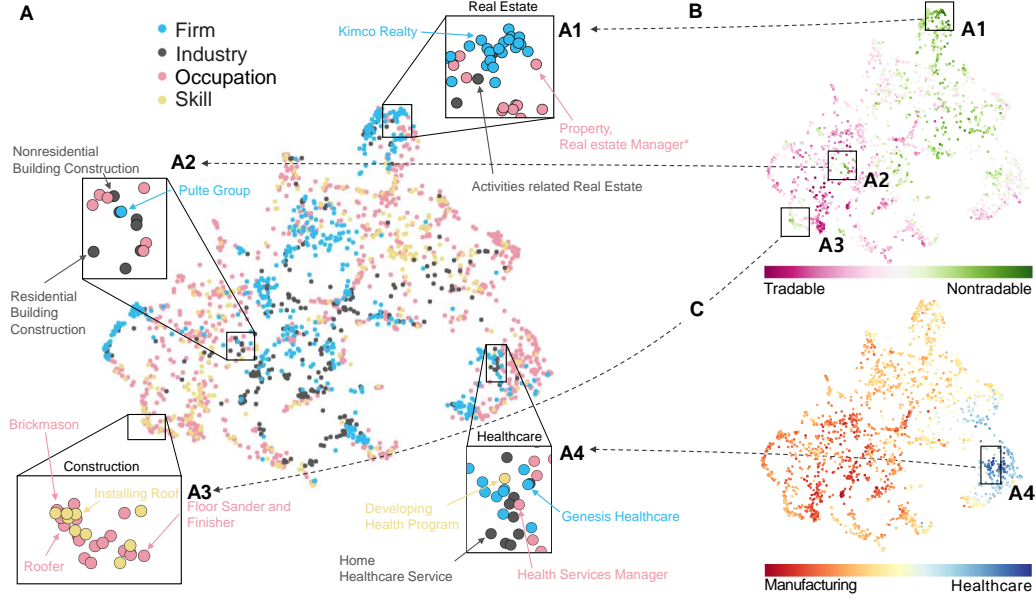 A
Firm
Industry
Occupation
Skill
Real Estate
Kimco Realty
A1
Property,
Real estate Manager*
Activities related Real Estate
Nonresidential
Building Construction
A2
Pulte Group
Residential
Building
Construction
Brickmason
Construction
Installing Roof
A3
Floor Sander and
Finisher
Roofer
Healthcare
A4
Developing
Health Program
Genesis Healthcare
Home
Healthcare Service
Health Services Manager
B
A1
A2
A3
Tradable
Nontradable
C
A4
Manufacturing
Healthcare